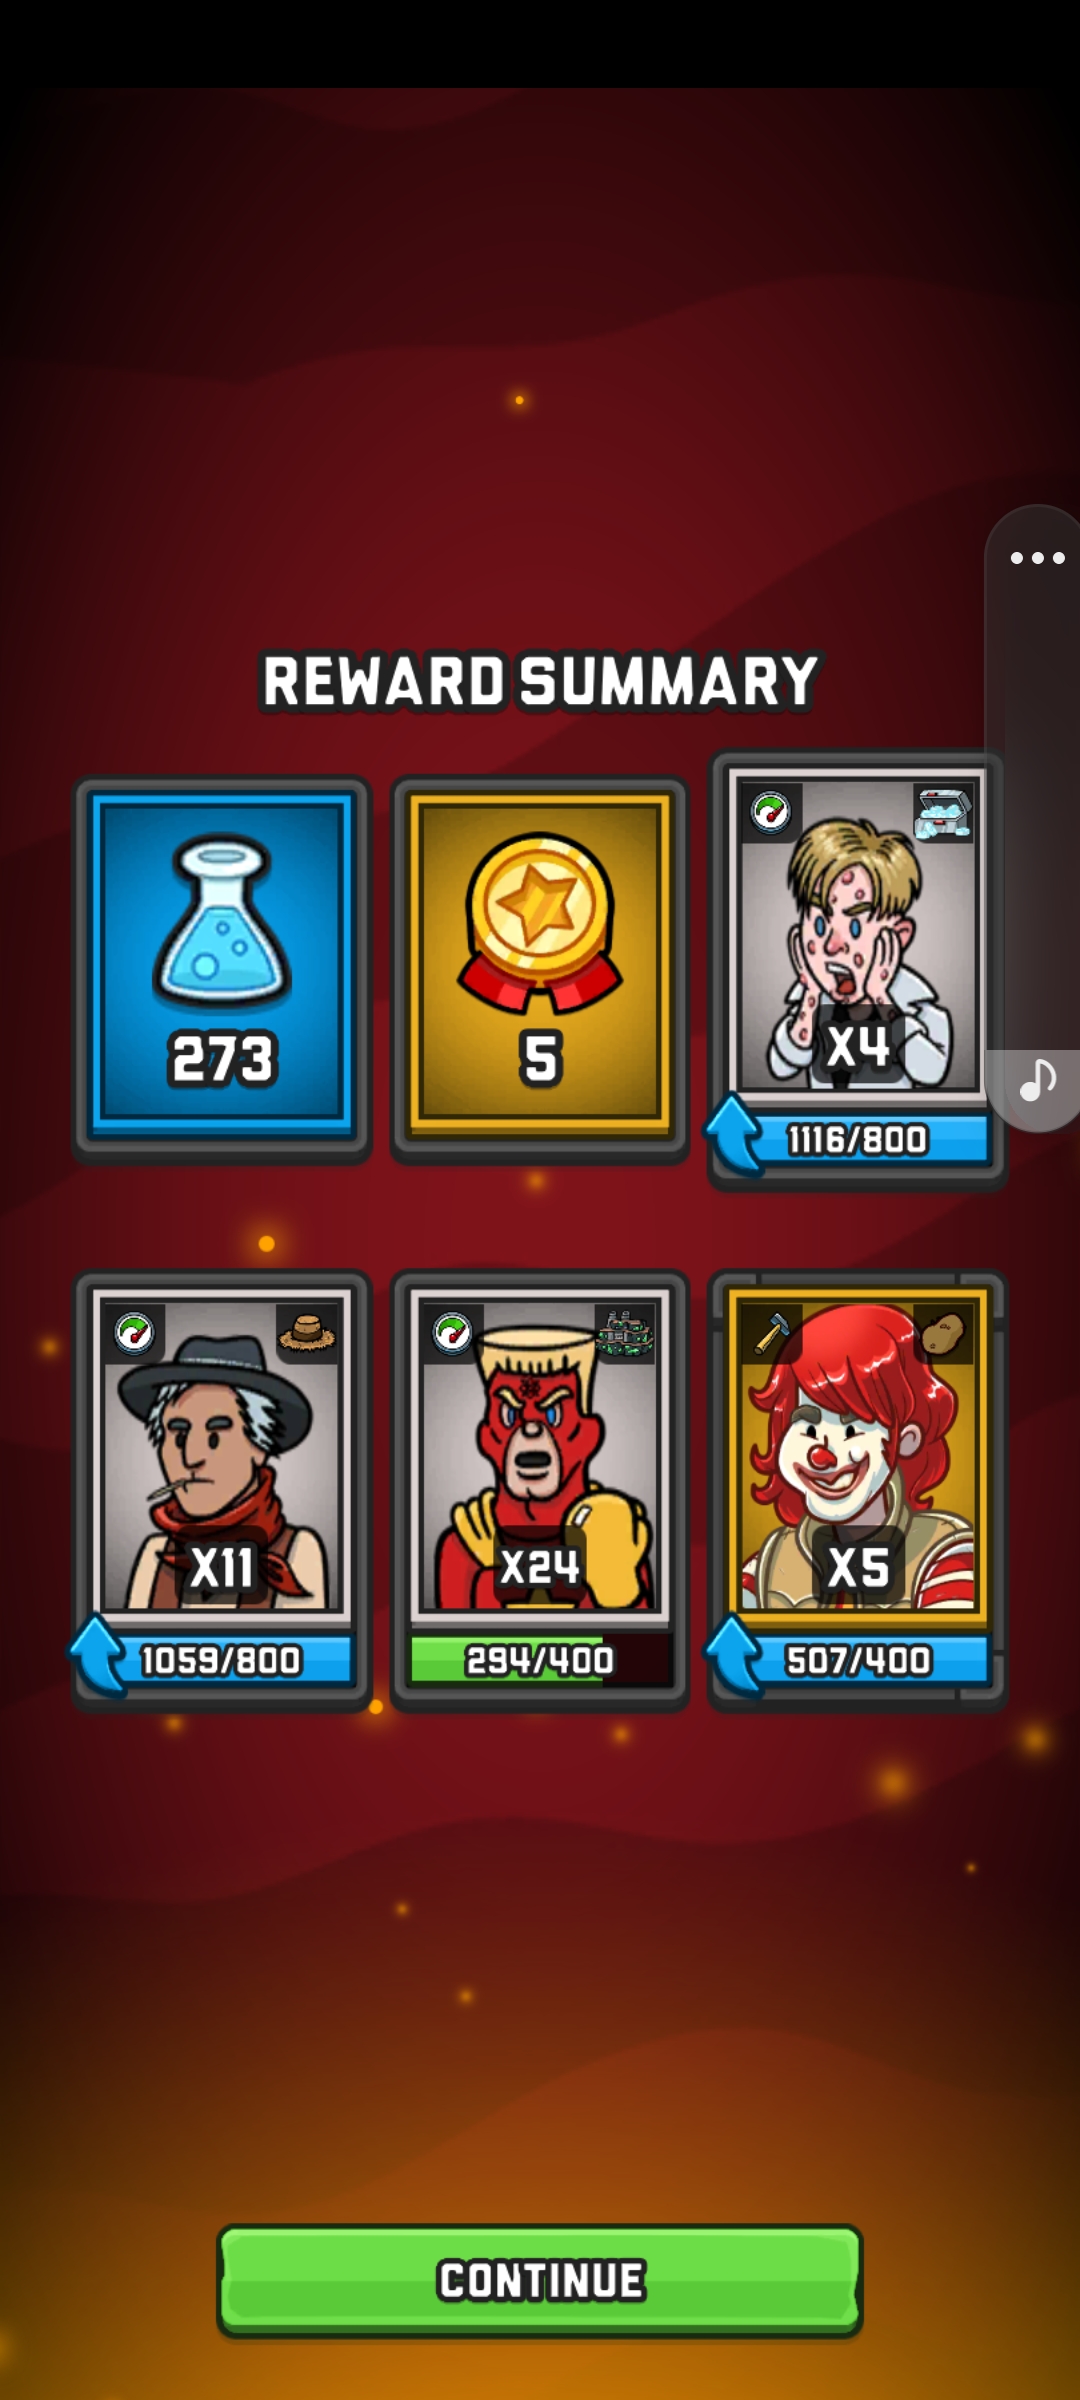 REWARD SUMMARY
273
5
X4
1116/800
X11
1059/800
X24
294/400
X5
507/400
CONTINUE